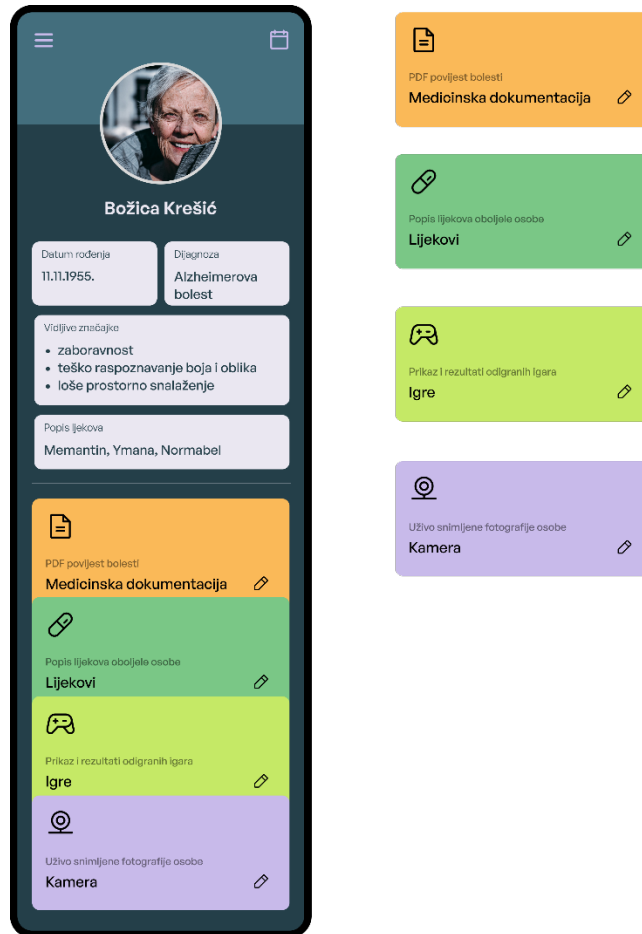 Božica Krešić
Datum rođenja
11.11.1955.
Dijagnoza
Alzheimerova
bolest
Vidljive značajke
• zaboravnost
• teško raspoznavanje boja i oblika
• loše prostorno snalaženje
Popis ljekova
Memantin, Ymana, Normabel
PDF povijest bolesti
Medicinska dokumentacija
Popis lijekova oboljele osobe
Lijekovi
Prikaz i rezultati odigranih igara
Igre
Uživo snimljene fotografije osobe
Kamera
PDF povijest bolesti
Medicinska dokumentacija
Popis lijekova oboljele osobe
Lijekovi
Prikaz i rezultati odigranih igara
Igre
Uživo snimljene fotografije osobe
Kamera